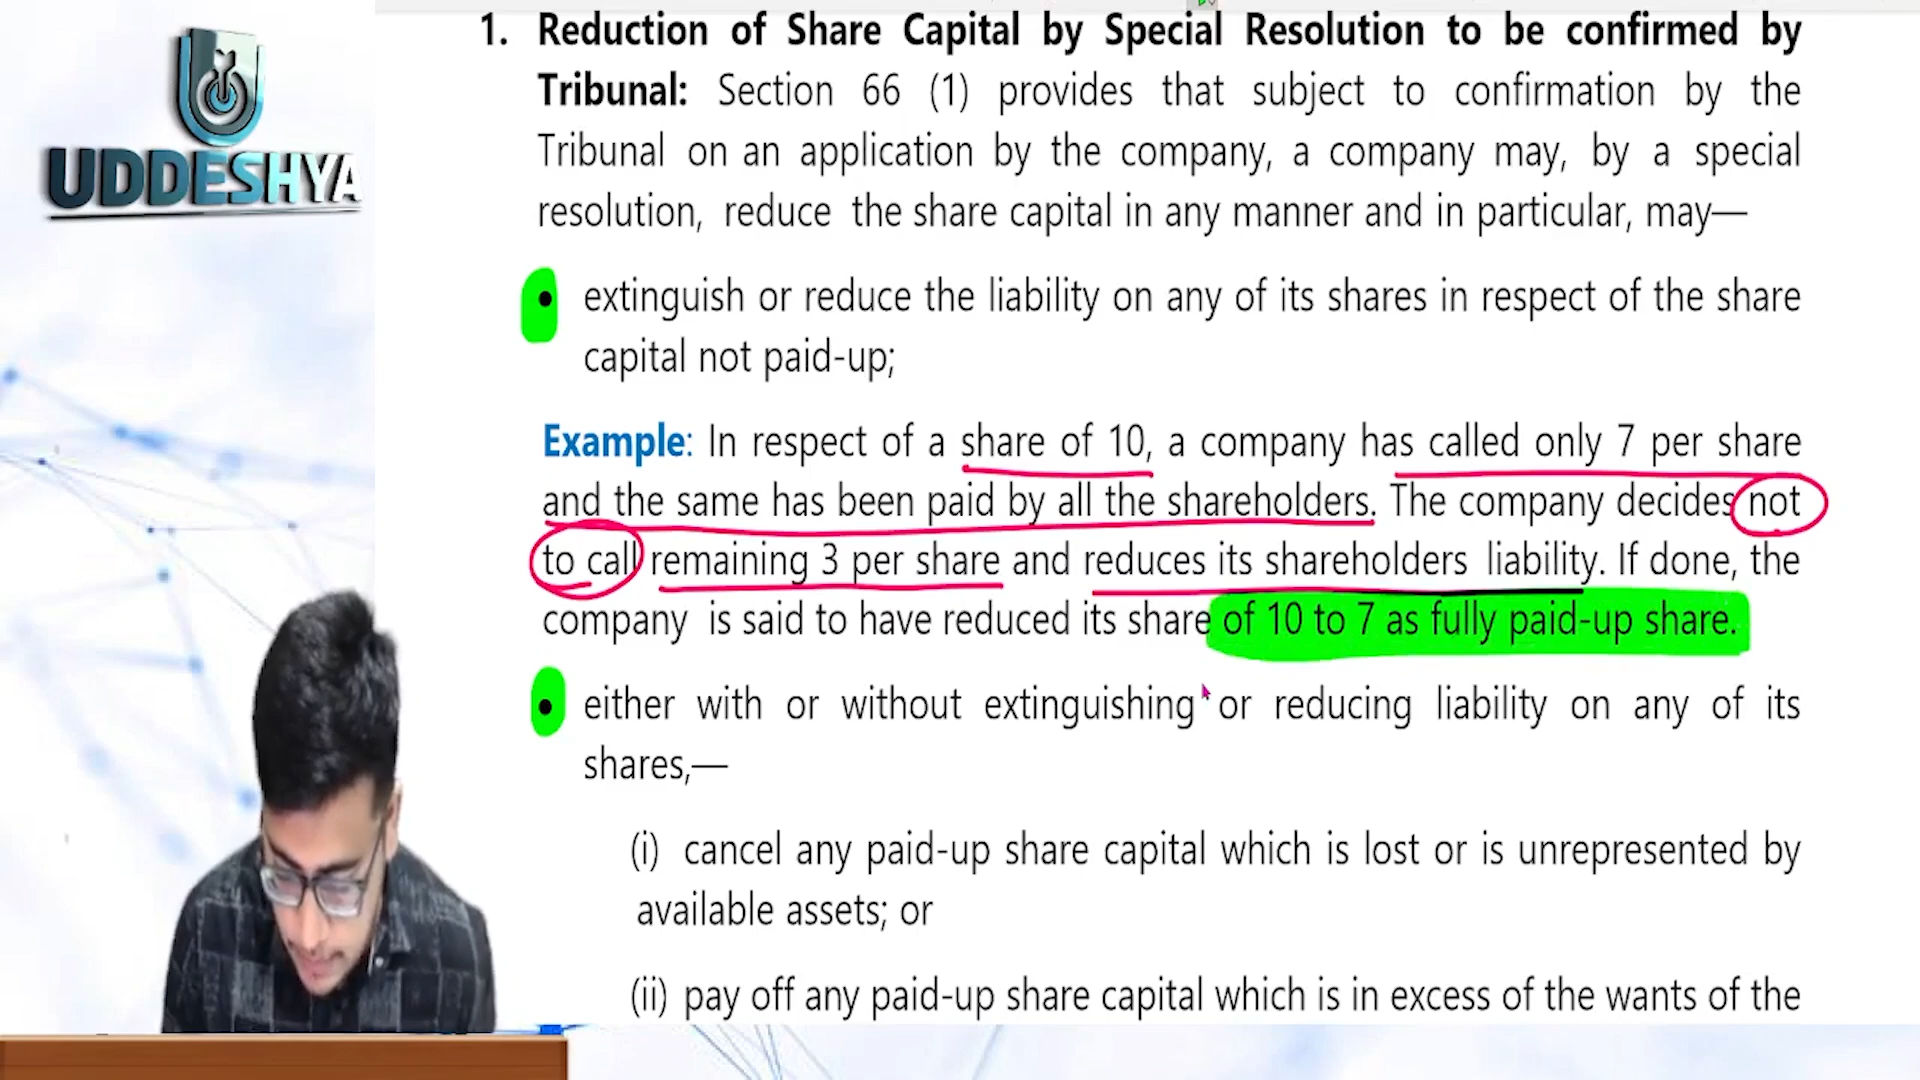 UDDESHYA
1. Reduction of Share Capital by Special Resolution to be confirmed by
Tribunal: Section 66 (1) provides that subject to confirmation by the
Tribunal on an application by the company, a company may, by a special
resolution, reduce the share capital in any manner and in particular, may—
• extinguish or reduce the liability on any of its shares in respect of the share
capital not paid-up;
Example: In respect of a share of 10, a company has called only 7 per share
and the same has been paid by all the shareholders. The company decides not
to call remaining 3 per share and reduces its shareholders liability. If done, the
company is said to have reduced its share of 10 to 7 as fully paid-up share.
• either with or without extinguishing or reducing liability on any of its
shares,—
(i) cancel any paid-up share capital which is lost or is unrepresented by
available assets; or
(ii) pay off any paid-up share capital which is in excess of the wants of the